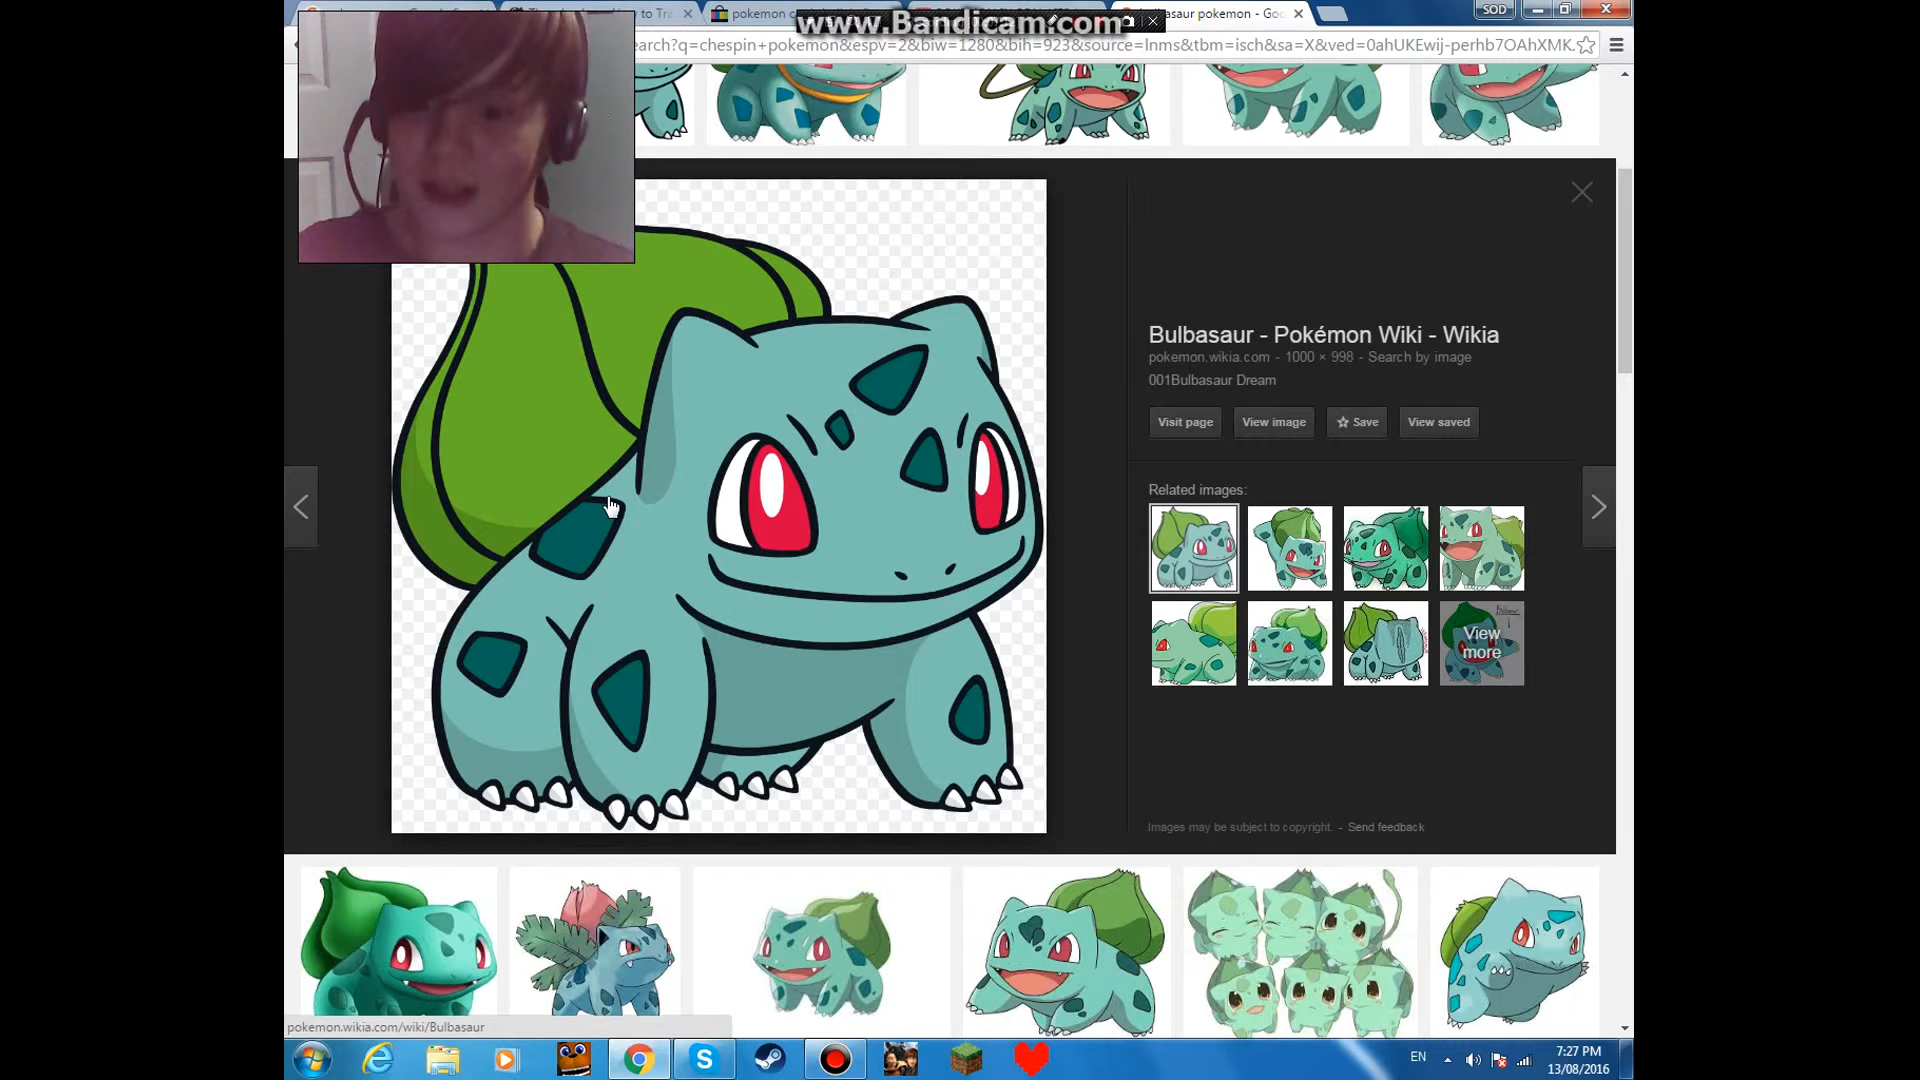 www.Bandicam.com
pokemon c
asaur pokemon - Goo
SOD
earch?q=chespin+pokemon&espv=2&biw=1280&bih=923&source=lnms&tbm=isch&sa=X&ved=0ahUKEwij-perhb7OAhXMK
Bulbasaur - Pokémon Wiki - Wikia
pokemon.wikia.com - 1000 × 998 - Search by image
001Bulbasaur Dream
Visit page
View image
Save
View saved
Related images:
View
more
Images may be subject to copyright. - Send feedback
pokemon.wikia.com/wiki/Bulbasaur
EN
7:27 PM
13/08/2016